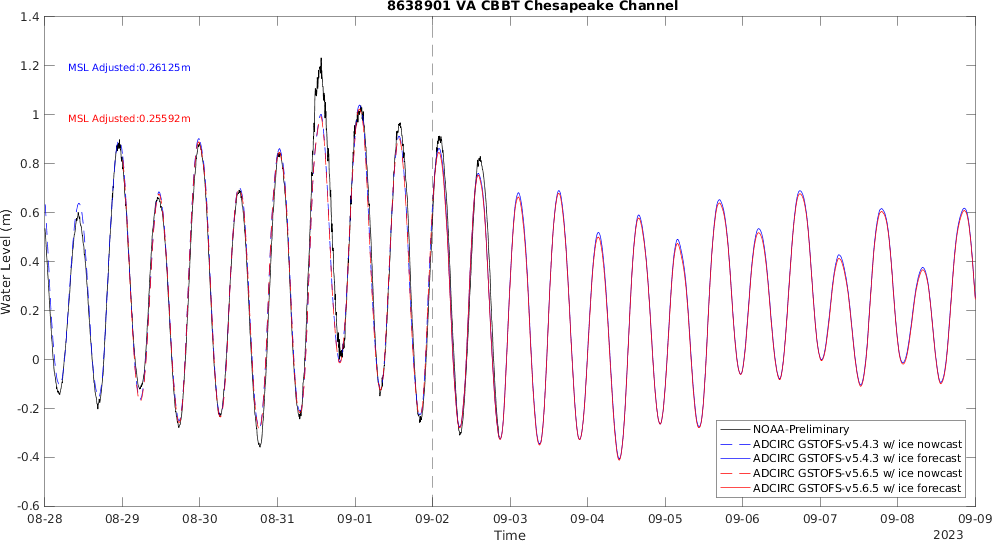 8638901 VA CBBT Chesapeake Channel
1.4
1.2
1
0.8
0.6
0.4
0.2
0
-0.2
-0.4
-0.6
Water Level (m)
MSL Adjusted:0.26125m
MSL Adjusted:0.25592m
NOAA-Preliminary
ADCIRC GSTOFS-v5.4.3 w/ ice nowcast
ADCIRC GSTOFS-v5.4.3 w/ ice forecast
ADCIRC GSTOFS-v5.6.5 w/ ice nowcast
ADCIRC GSTOFS-v5.6.5 w/ ice forecast
08-28 08-29 08-30 08-31 09-01 09-02 09-03 09-04 09-05 09-06 09-07 09-08 09-09
Time
2023